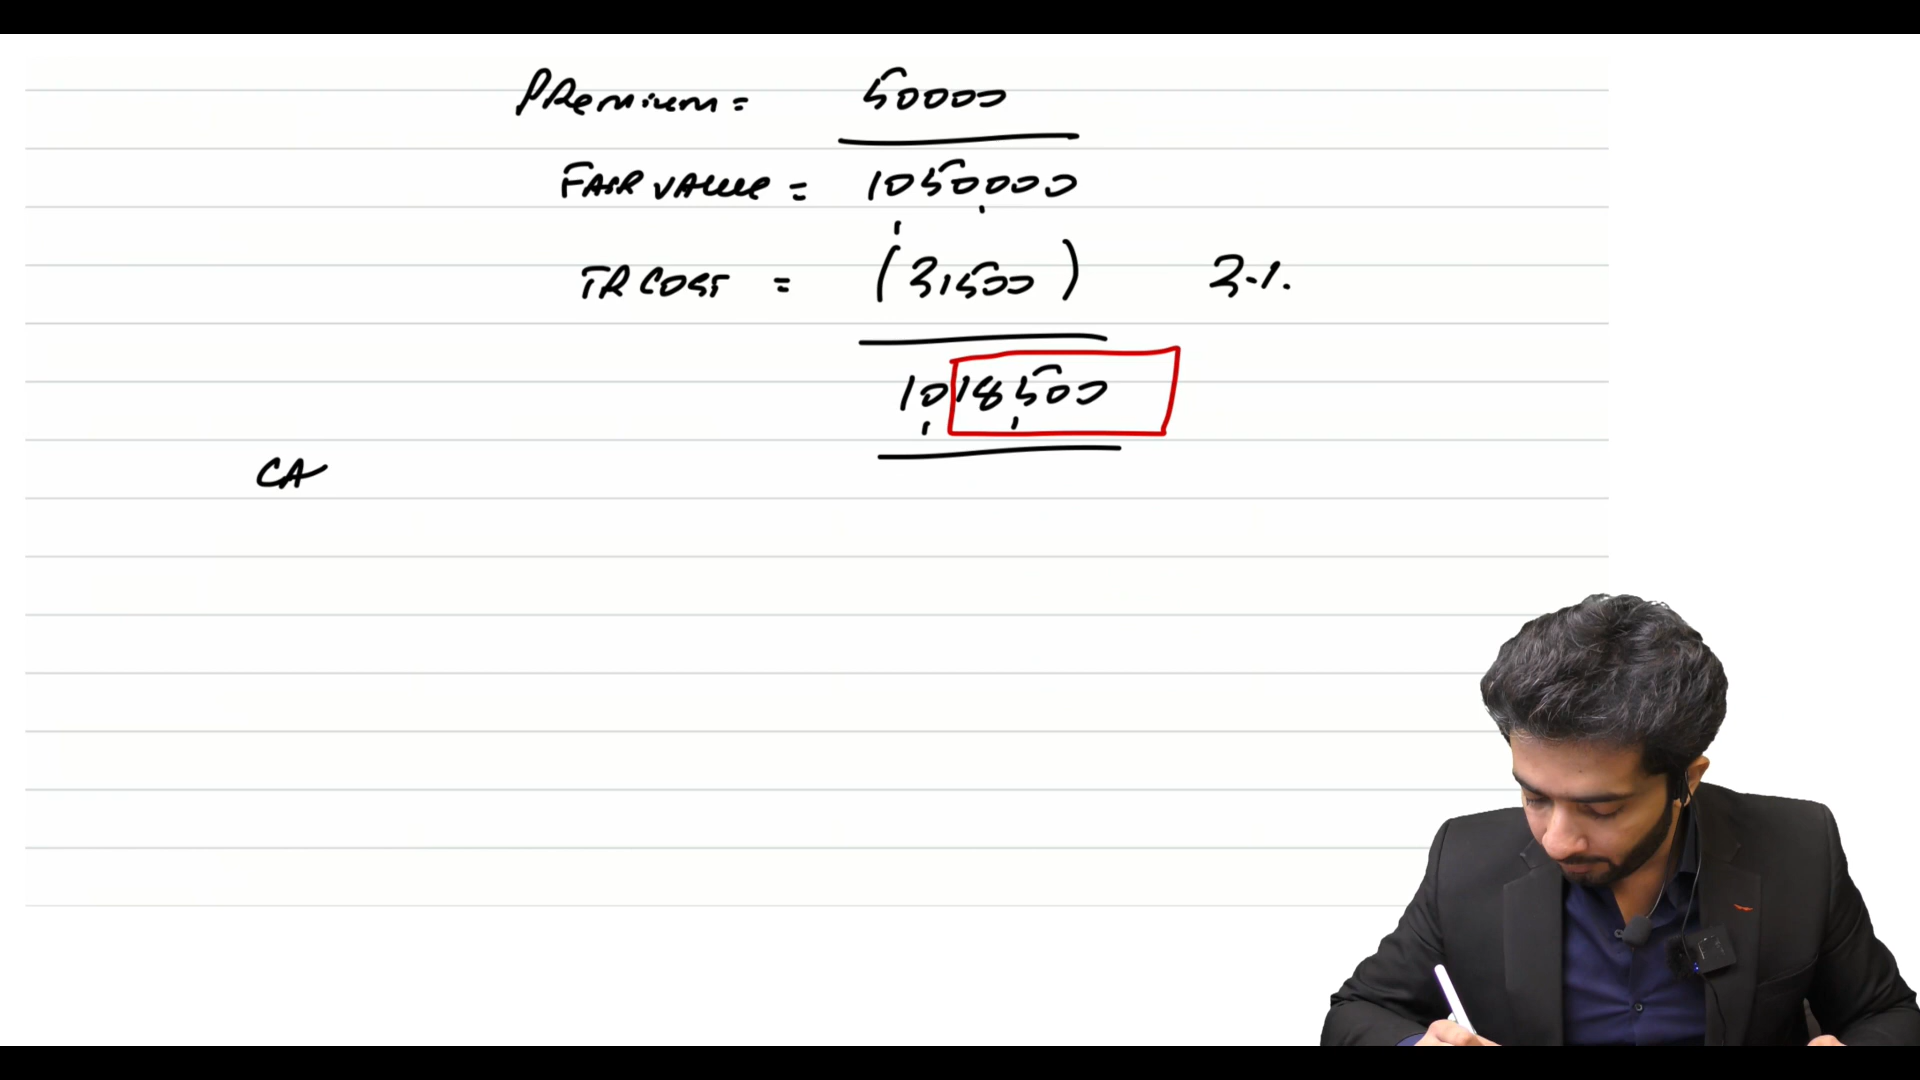 Premium = 50000
FAIR VALUE = 1050000
TR COST = (31500) 3%
1018500
CA